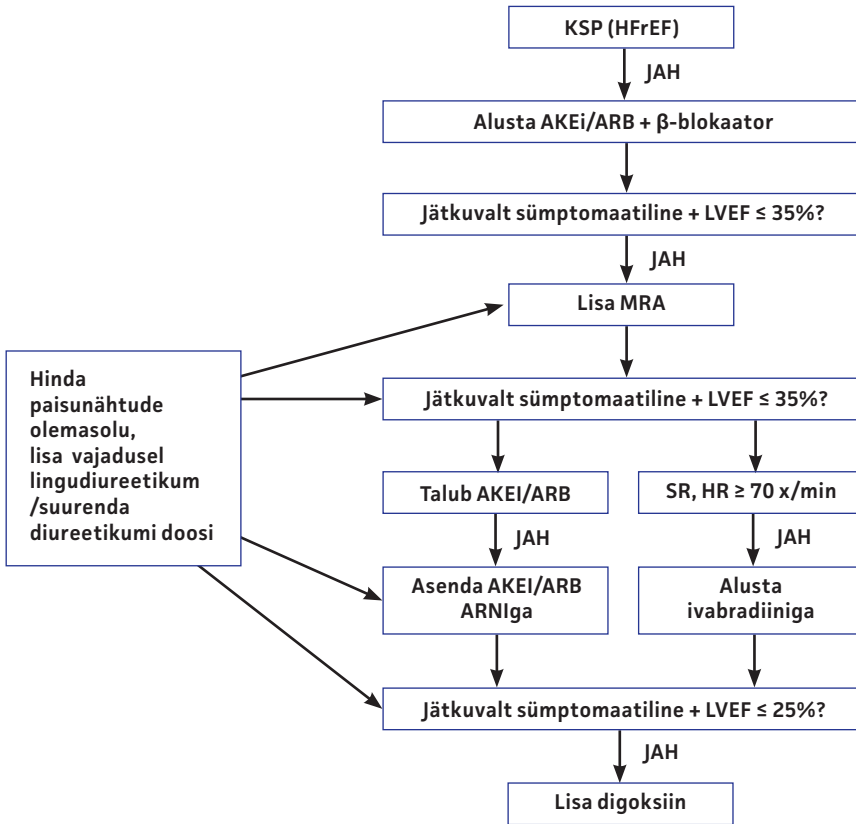 KSP (HFrEF)
JAH
Alusta AKEi/ARB + β-blokaator
Jätkuvalt sümptomaatiline + LVEF ≤ 35%?
JAH
Lisa MRA
Hinda
paisunähtude
olemasolu,
lisa vajadusel
lingudiureetikum
/suurenda
diureetikumi doosi
Jätkuvalt sümptomaatiline + LVEF ≤ 35%?
Talub AKEI/ARB
SR, HR ≥ 70 x/min
JAH
JAH
Asenda AKEI/ARB
ARNIga
Alusta
ivabradiiniga
Jätkuvalt sümptomaatiline + LVEF ≤ 25%?
JAH
Lisa digoksiin